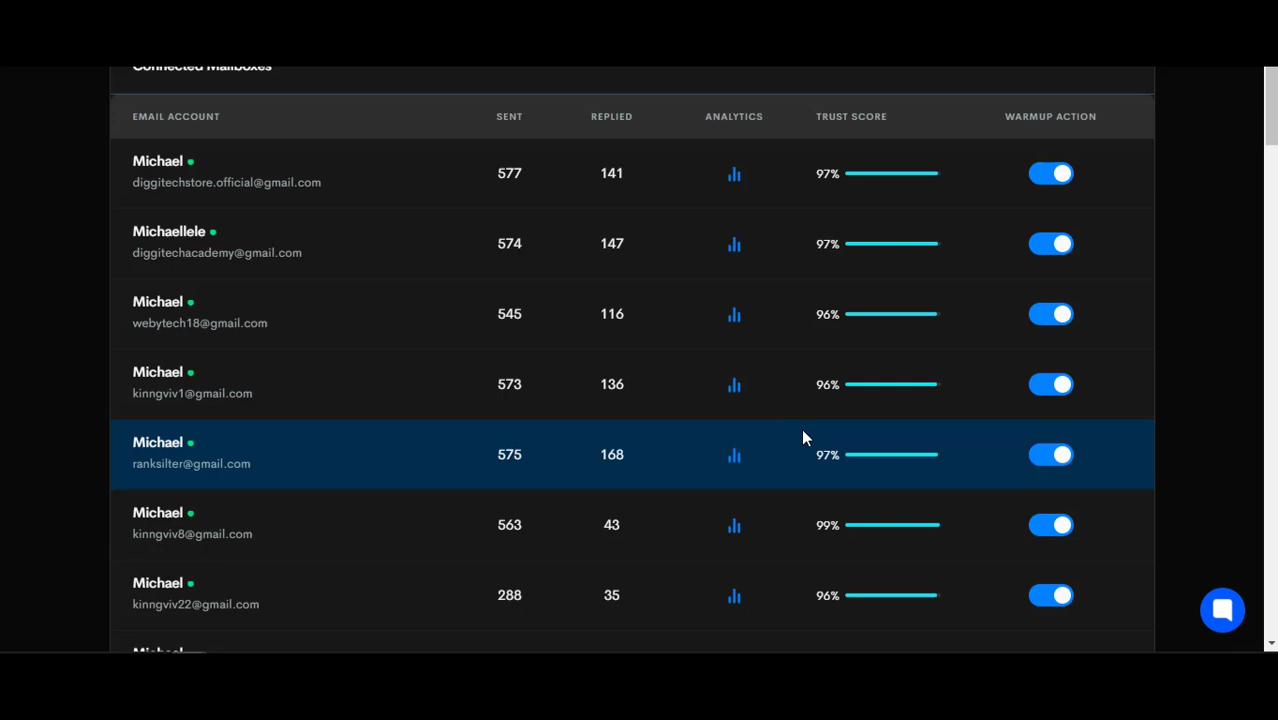 Connected Mailboxes
EMAIL ACCOUNT SENT REPLIED ANALYTICS TRUST SCORE WARMUP ACTION
Michael
diggitechstore.official@gmail.com 577 141 97%
Michaellele
diggitechacademy@gmail.com 574 147 97%
Michael
webytech18@gmail.com 545 116 96%
Michael
kinngviv1@gmail.com 573 136 96%
Michael
ranksilter@gmail.com 575 168 97%
Michael
kinngviv8@gmail.com 563 43 99%
Michael
kinngviv22@gmail.com 288 35 96%
Michael